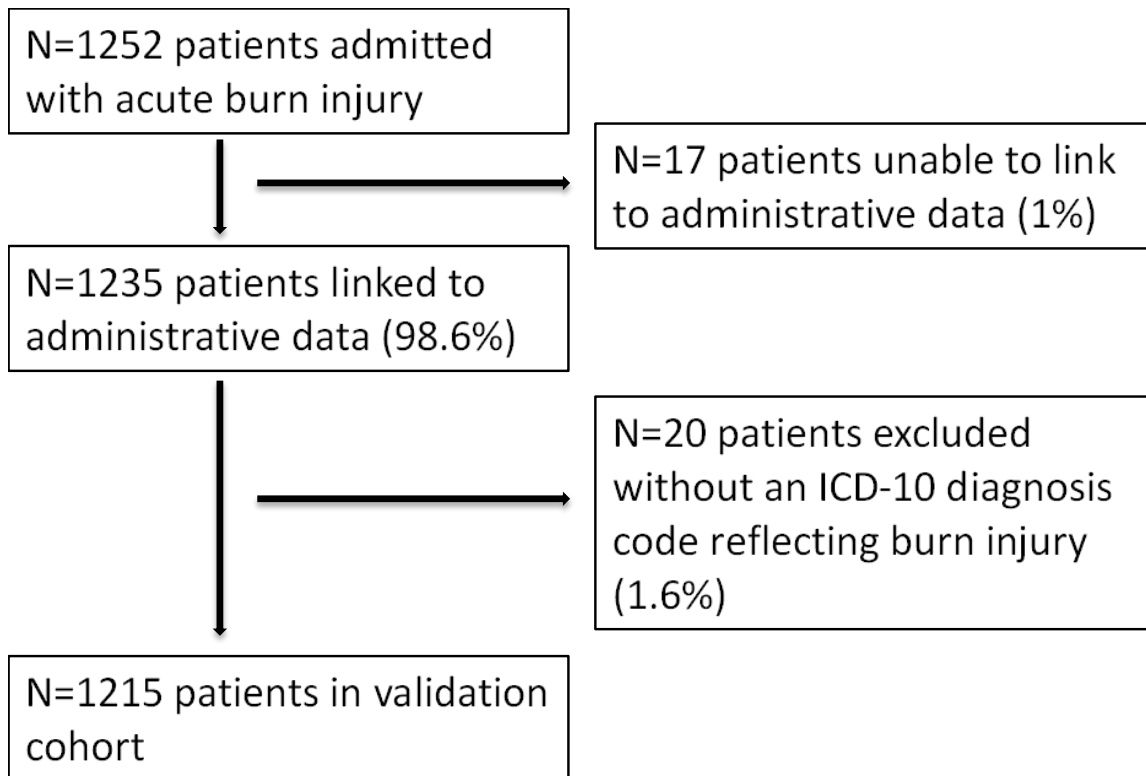 N=1252 patients admitted
with acute burn injury
N=17 patients unable to link
to administrative data (1%)
N=1235 patients linked to
administrative data (98.6%)
N=20 patients excluded
without an ICD-10 diagnosis
code reflecting burn injury
(1.6%)
N=1215 patients in validation
cohort